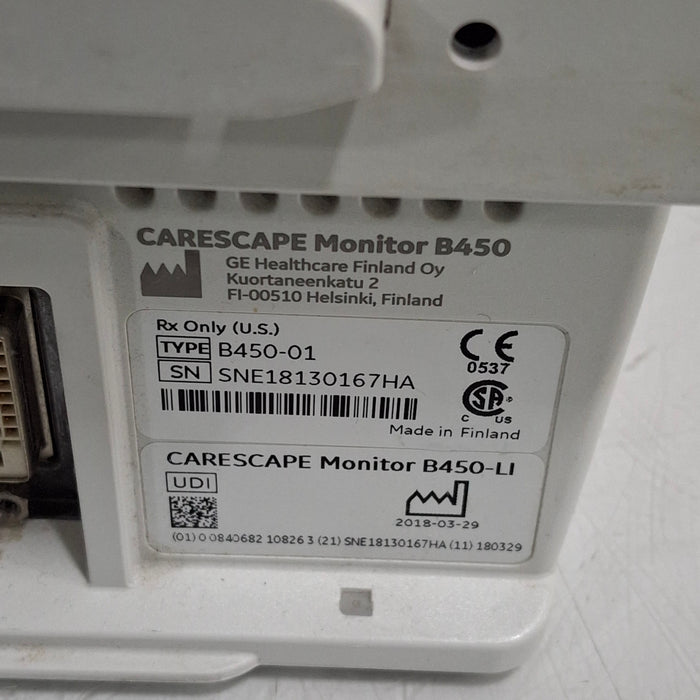 CARESCAPE Monitor B450
GE Healthcare Finland Oy
Kuortaneenkatu 2
FI-00510 Helsinki, Finland
Rx Only (U.S.)
TYPE B450-01
SN SNE18130167HA
CE
0537
SA
C US
Made in Finland
CARESCAPE Monitor B450-LI
UDI
2018-03-29
(01) 0 0840682 10826 3 (21) SNE18130167HA (11) 180329